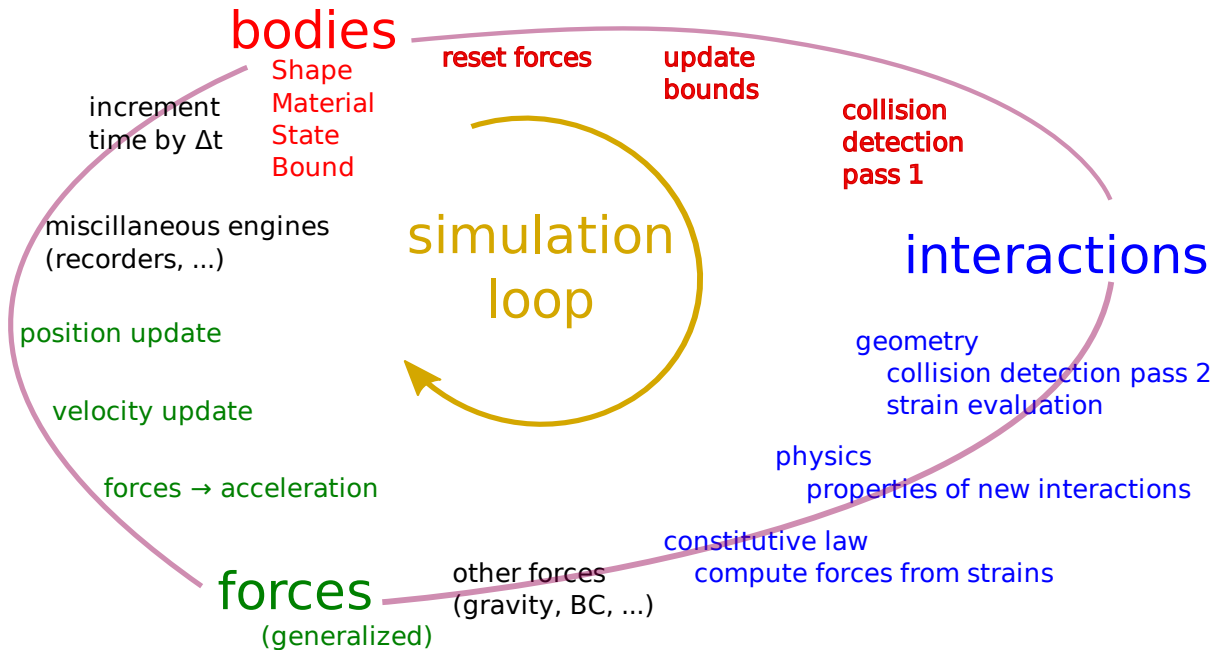 bodies
Shape
Material
State
Bound
reset forces
update
bounds
collision
detection
pass 1
interactions
geometry
collision detection pass 2
strain evaluation
physics
properties of new interactions
constitutive law
compute forces from strains
other forces
(gravity, BC, ...)
forces
(generalized)
forces → acceleration
velocity update
position update
miscillaneous engines
(recorders, ...)
increment
time by Δt
simulation
loop